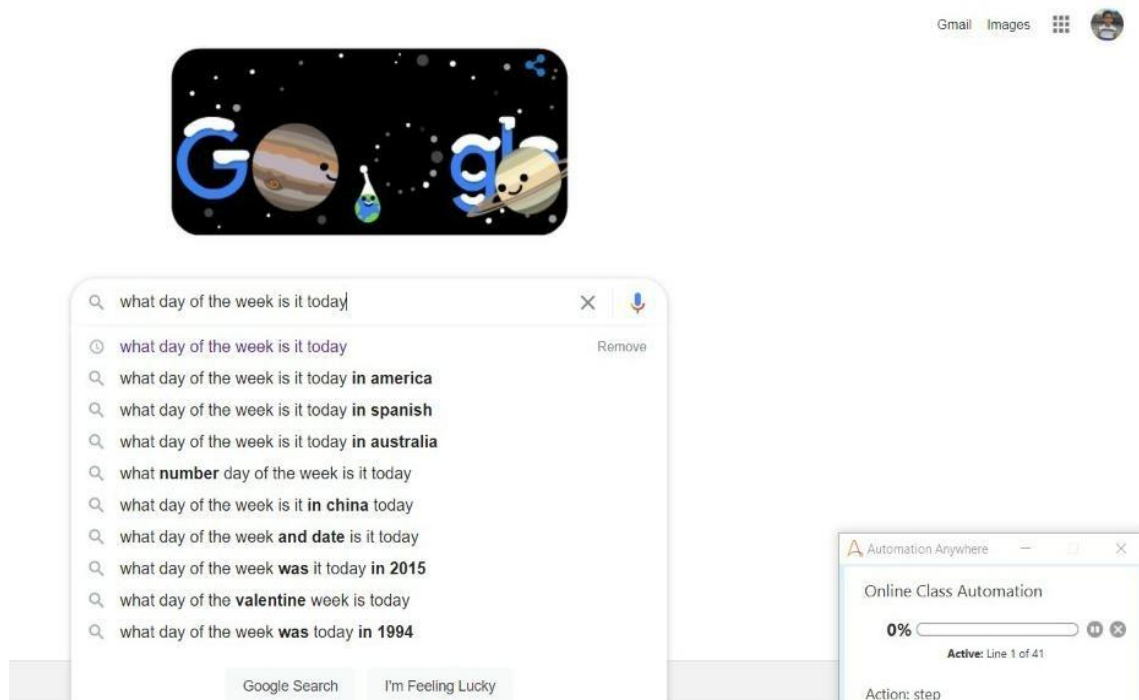 Gmail Images
Google
what day of the week is it today
what day of the week is it today Remove
what day of the week is it today in america
what day of the week is it today in spanish
what day of the week is it today in australia
what number day of the week is it today
what day of the week is it in china today
what day of the week and date is it today
what day of the week was it today in 2015
what day of the valentine week is today
what day of the week was today in 1994
Google Search I'm Feeling Lucky
Automation Anywhere
Online Class Automation
0%
Active: Line 1 of 41
Action: step